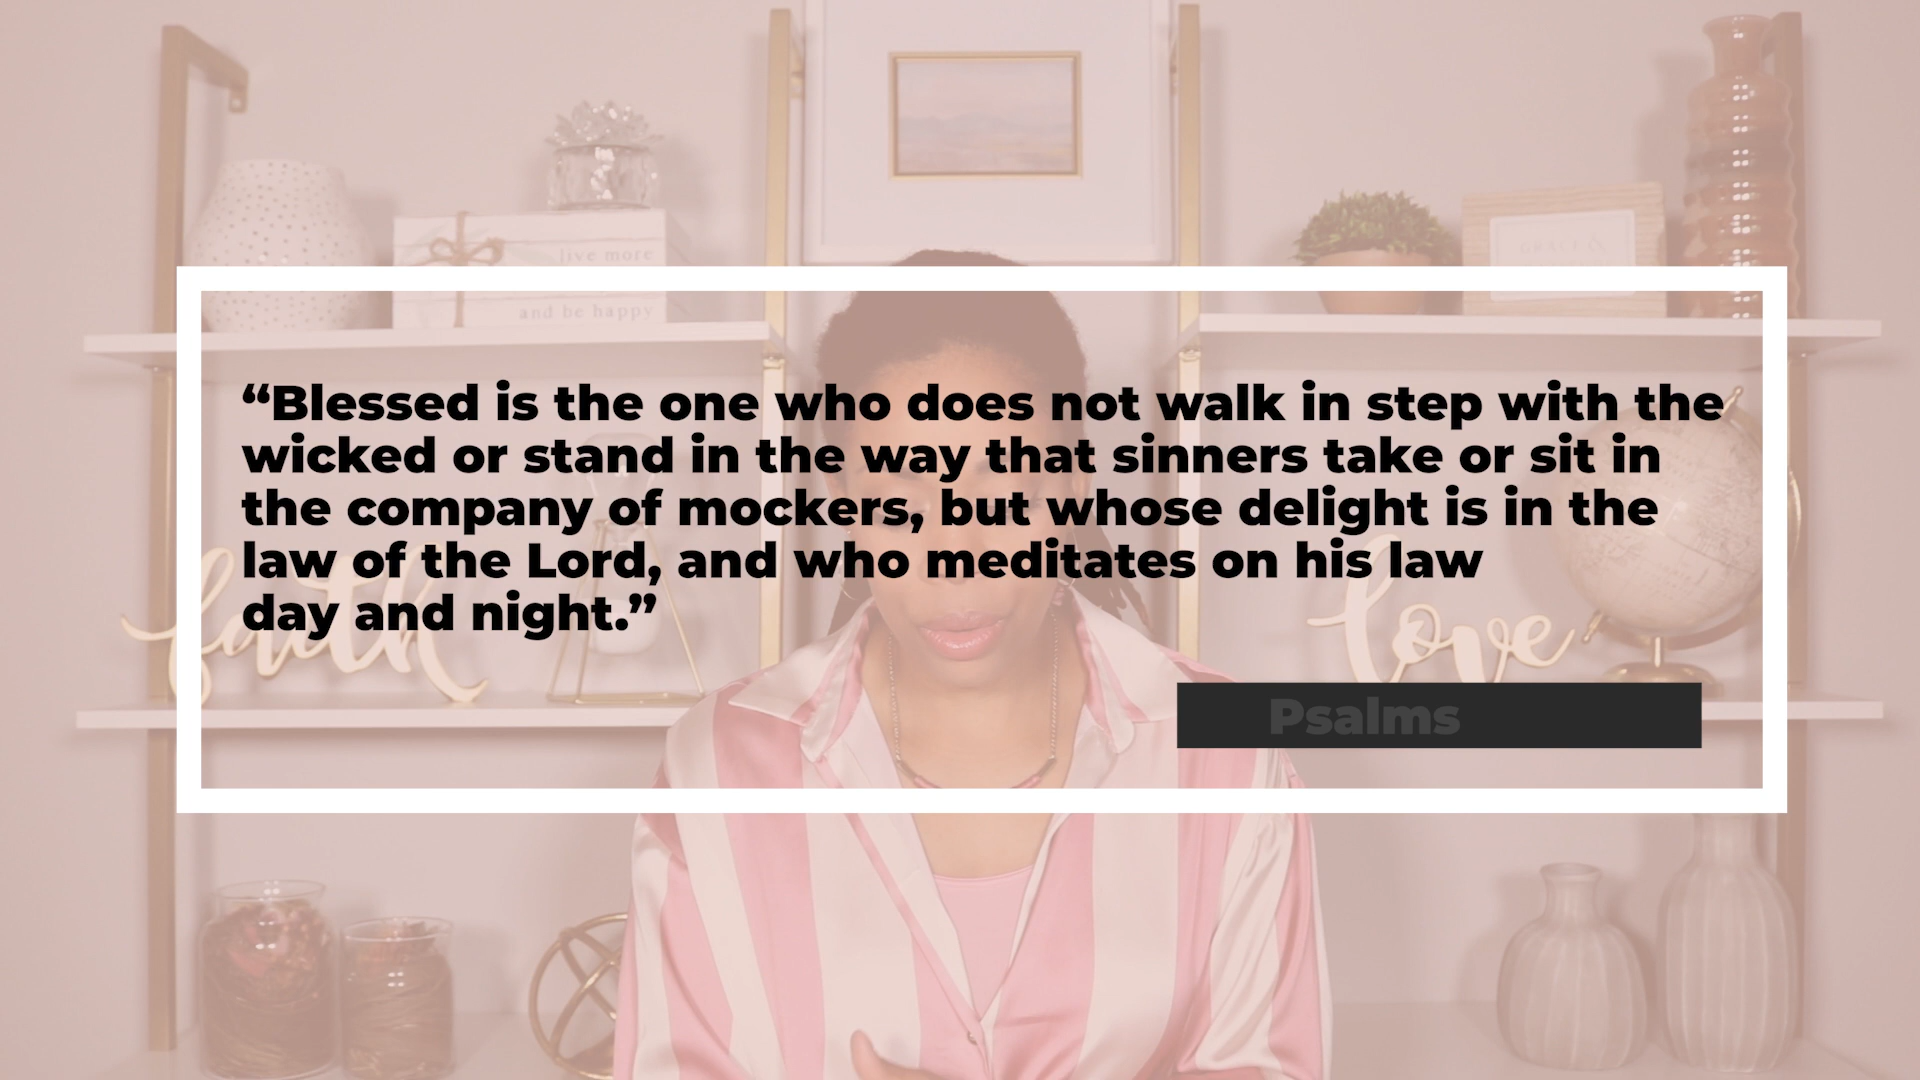 live more
and be happy
“Blessed is the one who does not walk in step with the
wicked or stand in the way that sinners take or sit in
the company of mockers, but whose delight is in the
law of the Lord, and who meditates on his law
day and night.”
faith
love
Psalms